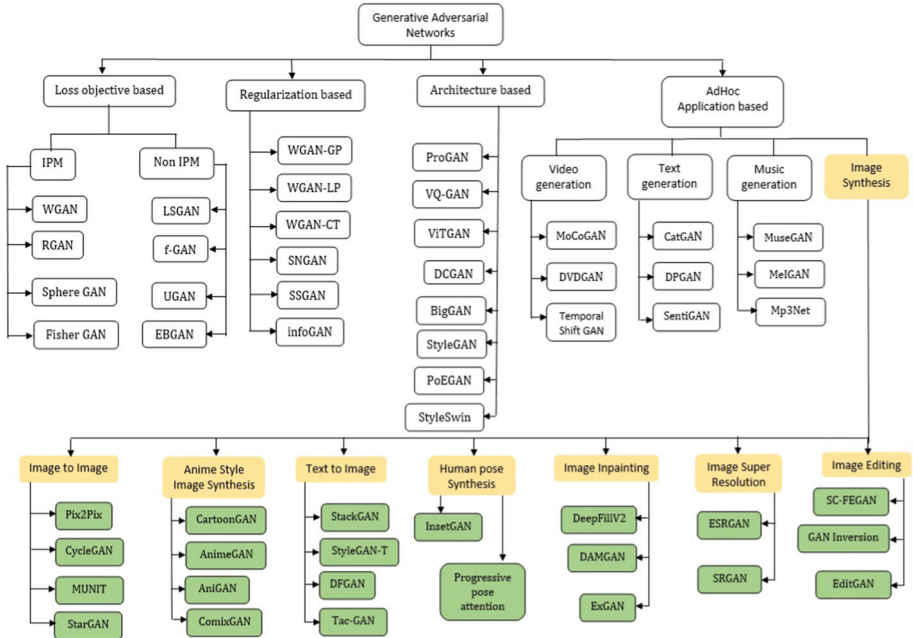 Generative Adversarial
Networks
Loss objective based
Regularization based
Architecture based
AdHoc
Application based
IPM
Non IPM
WGAN
RGAN
Sphere GAN
Fisher GAN
LSGAN
f-GAN
UGAN
EBGAN
WGAN-GP
WGAN-LP
WGAN-CT
SNGAN
SSGAN
infoGAN
ProGAN
VQ-GAN
ViTGAN
DCGAN
BigGAN
StyleGAN
PoEGAN
StyleSwin
Video
generation
Text
generation
Music
generation
Image
Synthesis
MoCoGAN
DVDGAN
Temporal
Shift GAN
CatGAN
DPGAN
SentiGAN
MuseGAN
MelGAN
Mp3Net
Image to Image
Anime Style
Image Synthesis
Text to Image
Human pose
Synthesis
Image Inpainting
Image Super
Resolution
Image Editing
Pix2Pix
CycleGAN
MUNIT
StarGAN
CartoonGAN
AnimeGAN
AniGAN
ComixGAN
StackGAN
StyleGAN-T
DFGAN
Tac-GAN
InsetGAN
Progressive
pose
attention
DeepFillV2
DAMGAN
ExGAN
ESRGAN
SRGAN
SC-FEGAN
GAN Inversion
EditGAN